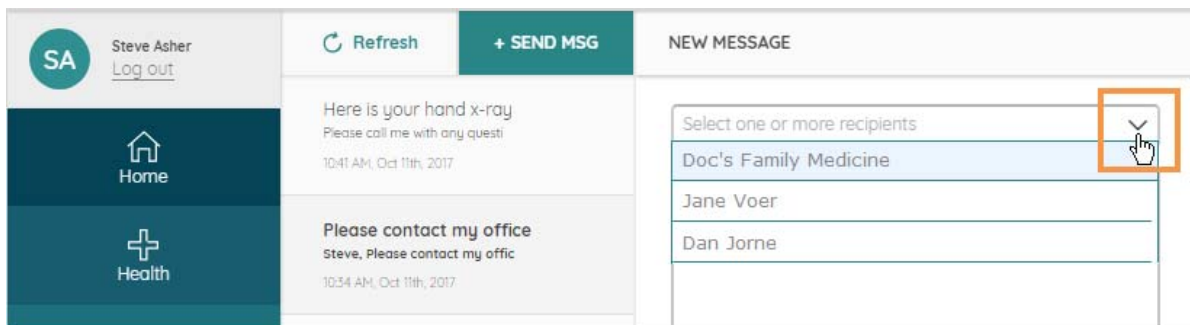 SA
Steve Asher
Log out
Home
Health
Refresh
+ SEND MSG
Here is your hand x-ray
Please call me with any questi
10:41 AM, Oct 11th, 2017
Please contact my office
Steve, Please contact my offic
10:34 AM, Oct 11th, 2017
NEW MESSAGE
Select one or more recipients
Doc's Family Medicine
Jane Voer
Dan Jorne